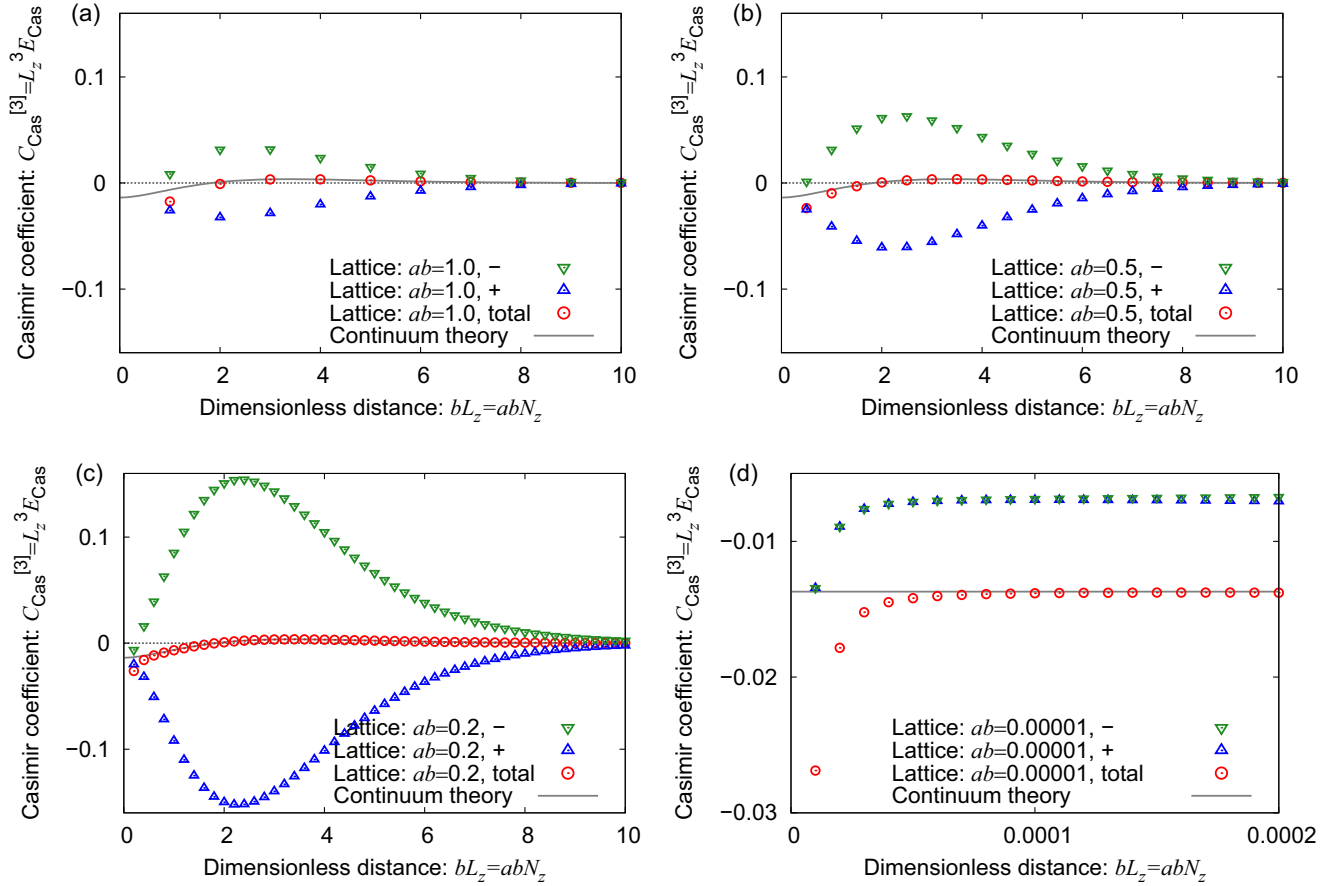 (a)
Casimir coefficient: C_Cas^[3]=L_z^3E_Cas
0.1
0
−0.1
Lattice: ab=1.0, −
Lattice: ab=1.0, +
Lattice: ab=1.0, total
Continuum theory
0 2 4 6 8 10
Dimensionless distance: bL_z=abN_z
(b)
Casimir coefficient: C_Cas^[3]=L_z^3E_Cas
0.1
0
−0.1
Lattice: ab=0.5, −
Lattice: ab=0.5, +
Lattice: ab=0.5, total
Continuum theory
0 2 4 6 8 10
Dimensionless distance: bL_z=abN_z
(c)
Casimir coefficient: C_Cas^[3]=L_z^3E_Cas
0.1
0
−0.1
Lattice: ab=0.2, −
Lattice: ab=0.2, +
Lattice: ab=0.2, total
Continuum theory
0 2 4 6 8 10
Dimensionless distance: bL_z=abN_z
(d)
Casimir coefficient: C_Cas^[3]=L_z^3E_Cas
−0.01
−0.02
−0.03
Lattice: ab=0.00001, −
Lattice: ab=0.00001, +
Lattice: ab=0.00001, total
Continuum theory
0 0.0001 0.0002
Dimensionless distance: bL_z=abN_z